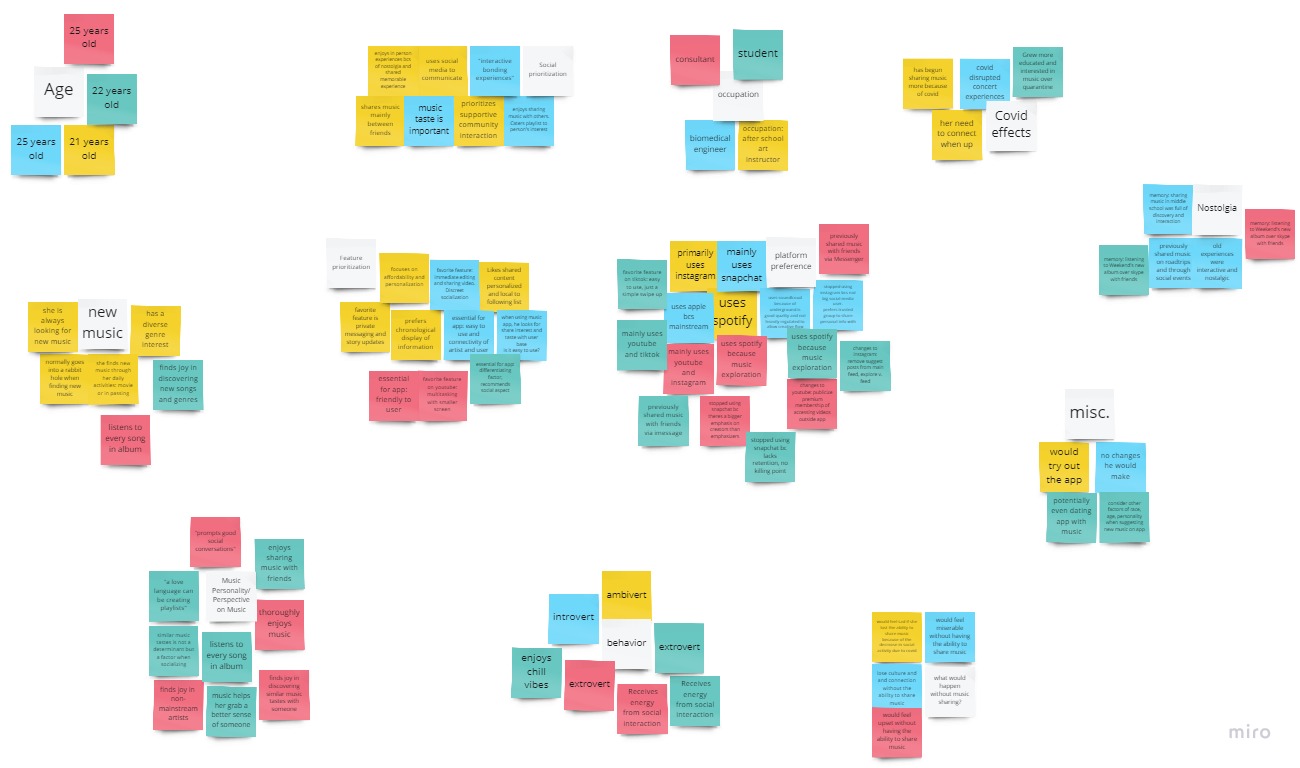 25 years
old
Age
22 years
old
25 years
old
21 years
old
enjoys in person
experiences bcs
of nostalgia and
shared
memorable
experience
uses social
media to
communicate
"interactive
bonding
experiences"
Social
prioritization
shares music
mainly
between
friends
music
taste is
important
prioritizes
supportive
community
interaction
enjoys sharing
music with others.
Caters playlist to
person's interest
consultant
student
occupation
biomedical
engineer
occupation:
after school
art
instructor
has begun
sharing music
more because
of covid
covid
disrupted
concert
experiences
Grew more
educated and
interested in
music over
quarantine
her need
to connect
when up
Covid
effects
memory: sharing
music in middle
school was full of
discovery and
interaction
Nostolgia
memory: listening
to Weekend's new
album over skype
with friends
memory: listening
to Weekend's new
album over skype
with friends
previously
shared music
on roadtrips
and through
social events
old
experiences
were
interactive and
nostalgic
Feature
prioritization
focuses on
affordability and
personalization
favorite feature:
immediate editing
and sharing video.
Discreet
socialization
Likes shared
content
personalized
and local to
following list
favorite
feature is
private
messaging and
story updates
prefers
chronological
display of
information
essential for
app: easy to
use and
connectivity of
artist and user
when using music
app, he looks for
share interest and
taste with user
base
is it easy to use?
essential
for app:
friendly to
user
favorite feature
on youtube:
multitasking
with smaller
screen
essential for app:
differentiating
factor,
recommends
social aspect
favorite feature
on tiktok: easy
to use, just a
simple swipe up
primarily
uses
instagram
mainly
uses
snapchat
platform
preference
previously
shared music
with friends
via Messenger
uses apple
bcs
mainstream
uses
spotify
mainly uses
youtube
and tiktok
mainly uses
youtube
and
instagram
uses spotify
because
music
exploration
uses spotify
because
music
exploration
changes to
instagram:
remove suggest
posts from main
feed, explore v.
feed
previously
shared music
with friends
via imessage
stopped using
snapchat bc
theres a bigger
emphasis on
creators than
emphasizers
changes to
youtube: publicize
premium
membership of
accessing videos
outside app
stopped using
snapchat bc
lacks
retention, no
killing point
she is
always
looking for
new music
new
music
has a
diverse
genre
interest
normally goes
into a rabbit
hole when
finding new
music
she finds new
music through
her daily
activities: movie
or in passing
finds joy in
discovering
new songs
and genres
listens to
every song
in album
misc.
would
try out
the app
no changes
he would
make
potentially
even dating
app with
music
consider other
factors of race,
age, personality
when suggesting
new music on app
"prompts good
social
conversations"
enjoys
sharing
music with
friends
"a love
language can
be creating
playlists"
Music
Personality/
Perspective
on Music
thoroughly
enjoys
music
similar music
tastes is not a
determinant but
a factor when
socializing
listens to
every song
in album
finds joy in
non-
mainstream
artists
music helps
her grab a
better sense
of someone
finds joy in
discovering
similar music
tastes with
someone
ambivert
introvert
behavior
extrovert
enjoys
chill
vibes
extrovert
Receives
energy
from social
interaction
Receives
energy
from social
interaction
would feel
miserable
without having
the ability to
share music
lose culture end
and connection
without the
ability to share
music
what would
happen
without music
sharing?
would feel
upset without
having the
ability to share
music
miro